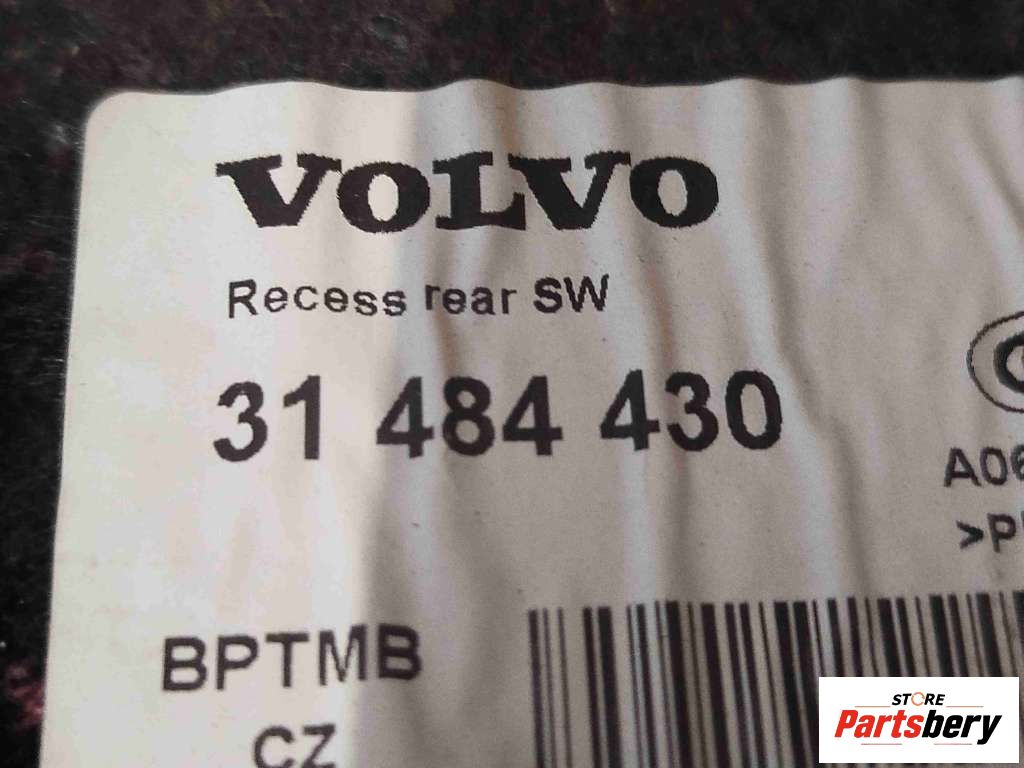 VOLVO
Recess rear SW
31 484 430
BPTMB
CZ
STORE
Partsbery